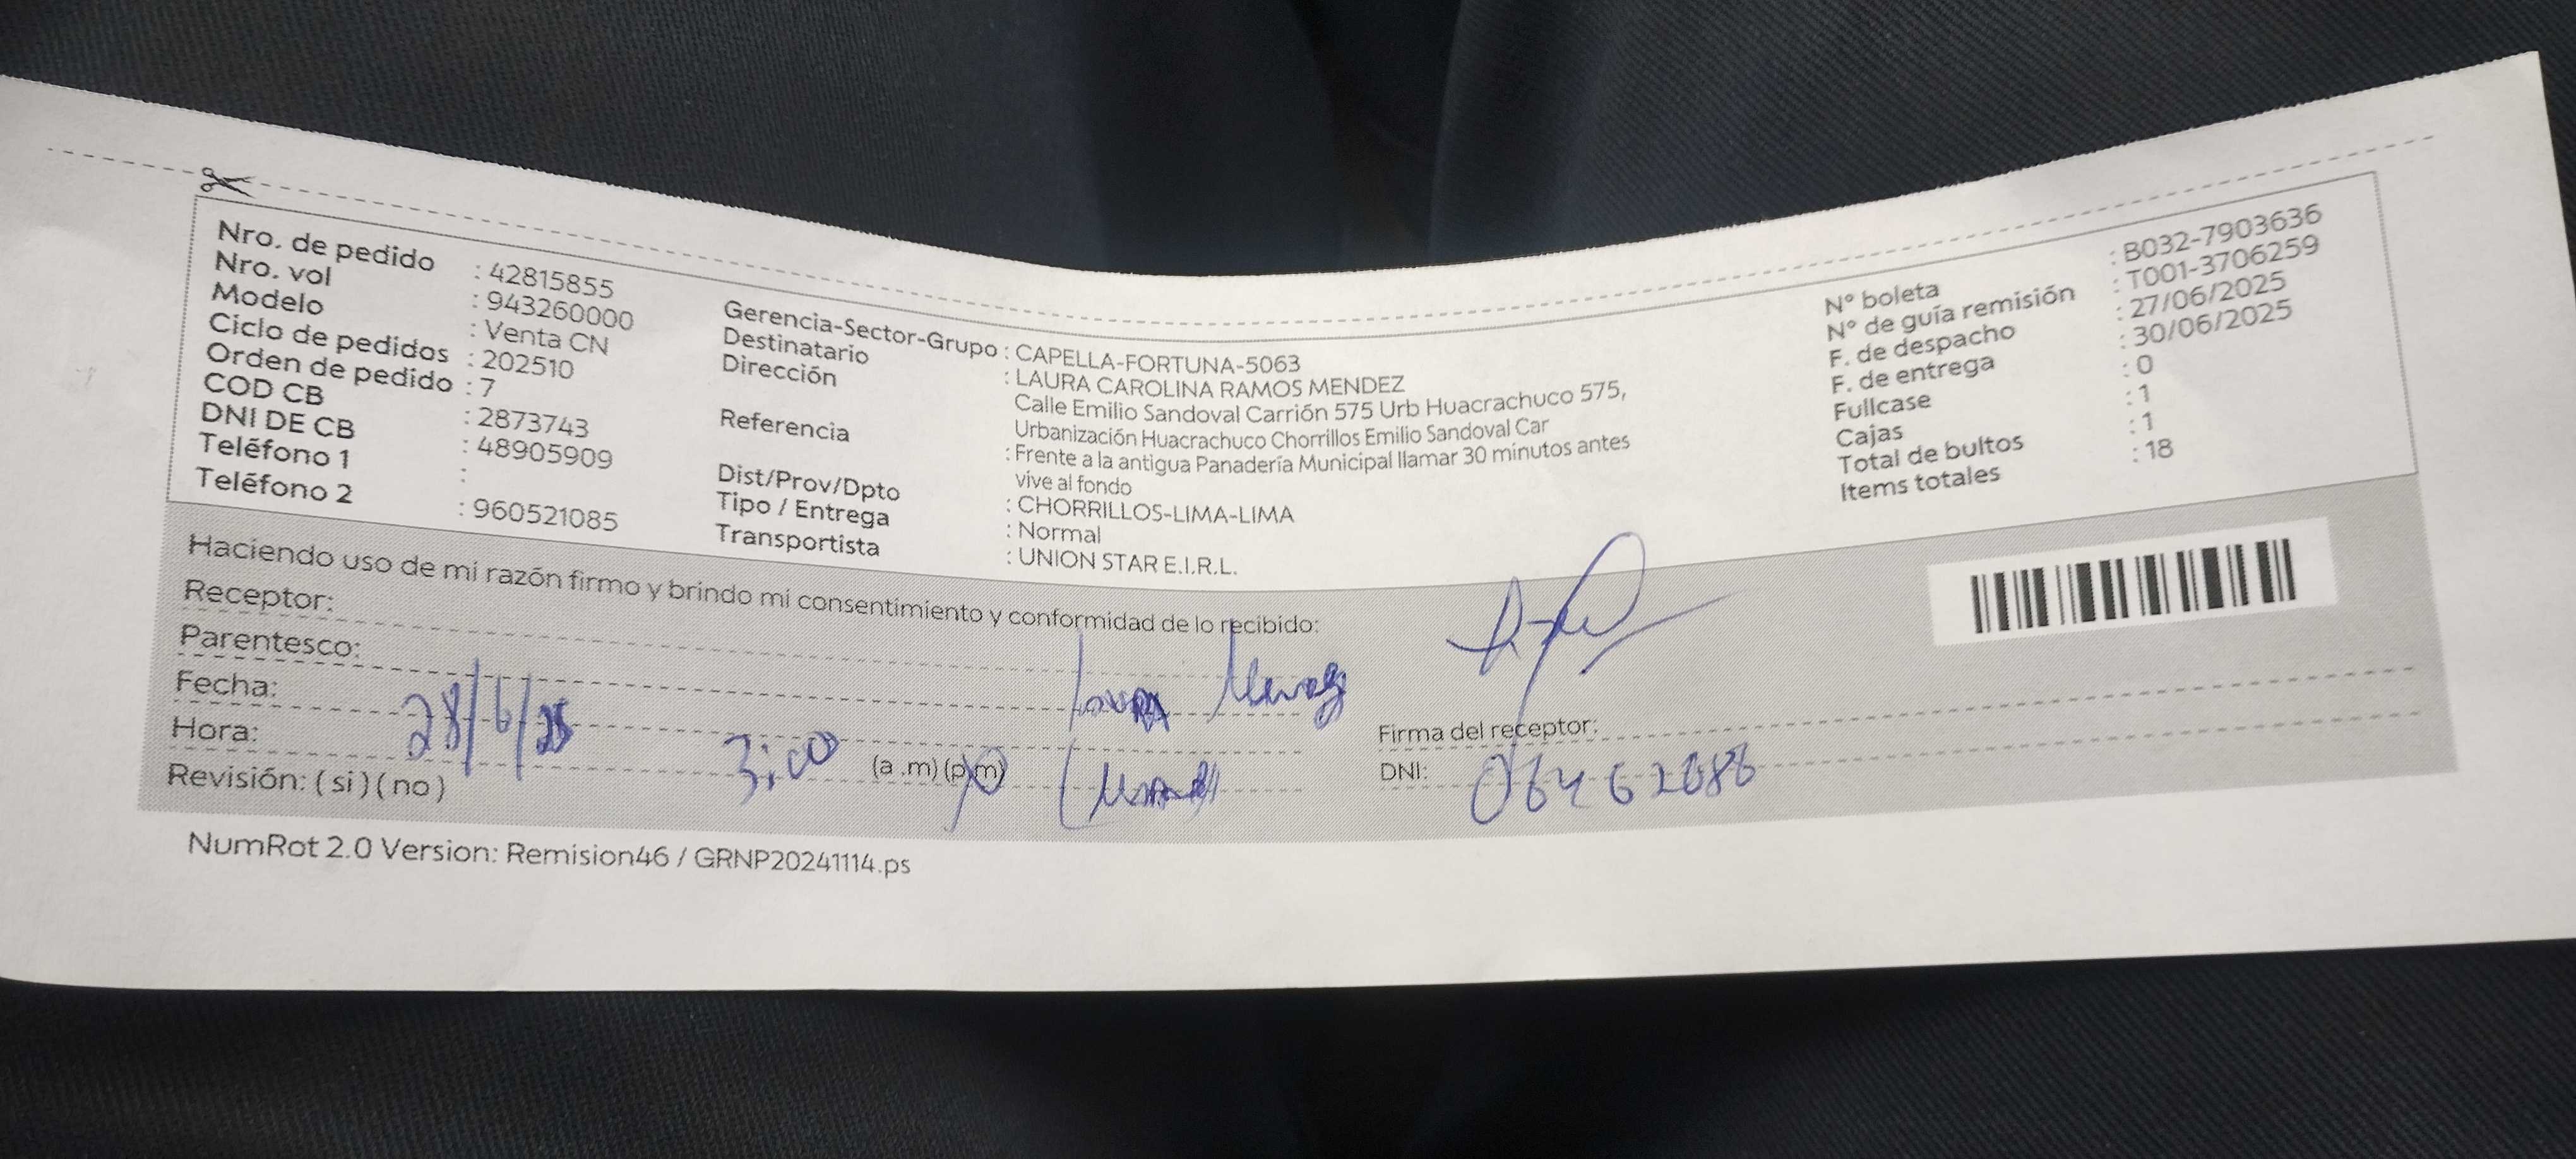 Nro. de pedido : 42815855
Nro. vol : 943260000
Modelo : Venta CN
Ciclo de pedidos : 202510
Orden de pedido : 7
COD CB : 2873743
DNI DE CB : 48905909
Teléfono 1 :
Teléfono 2 : 960521085
Gerencia-Sector-Grupo : CAPELLA-FORTUNA-5063
Destinatario : LAURA CAROLINA RAMOS MENDEZ
Dirección Calle Emilio Sandoval Carrión 575 Urb Huacrachuco 575,
Urbanización Huacrachuco Chorrillos Emilio Sandoval Car
Referencia : Frente a la antigua Panadería Municipal llamar 30 minutos antes
vive al fondo
Dist/Prov/Dpto : CHORRILLOS-LIMA-LIMA
Tipo / Entrega : Normal
Transportista : UNION STAR E.I.R.L.
N° boleta : B032-7903636
N° de guía remisión : T001-3706259
F. de despacho : 27/06/2025
F. de entrega : 30/06/2025
Fullcase : 0
Cajas : 1
Total de bultos : 1
Items totales : 18
Haciendo uso de mi razón firmo y brindo mi consentimiento y conformidad de lo recibido:
Receptor:
Parentesco:
Fecha: 28/6/25
Hora: 3:00 (a .m) (p.m)
Revisión: ( si ) ( no )
Firma del receptor:
DNI:
NumRot 2.0 Version: Remision46 / GRNP20241114.ps